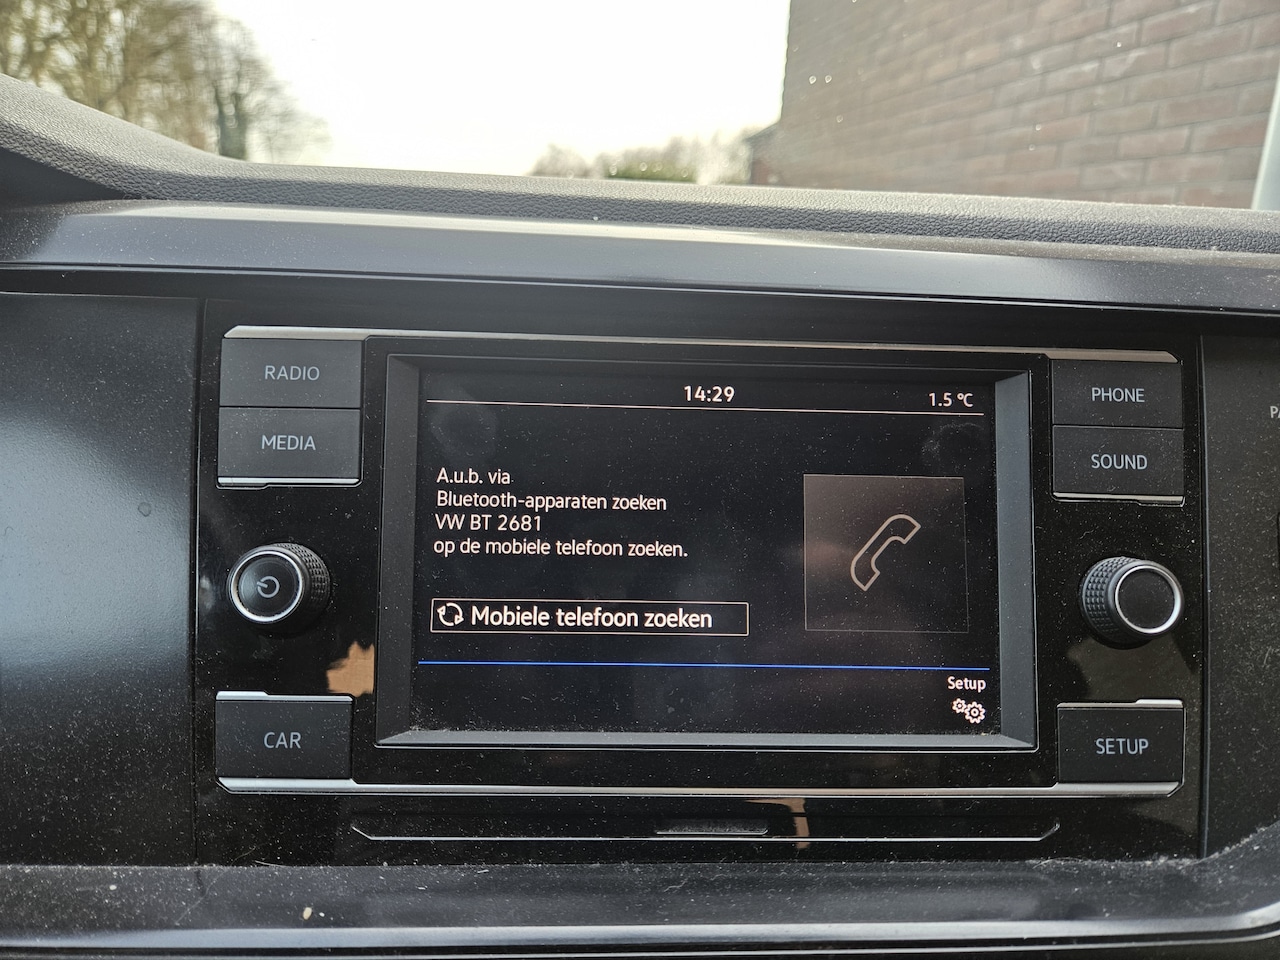 RADIO
MEDIA
CAR
14:29
1.5 °C
A.u.b. via
Bluetooth-apparaten zoeken
VW BT 2681
op de mobiele telefoon zoeken.
Mobiele telefoon zoeken
Setup
PHONE
SOUND
SETUP